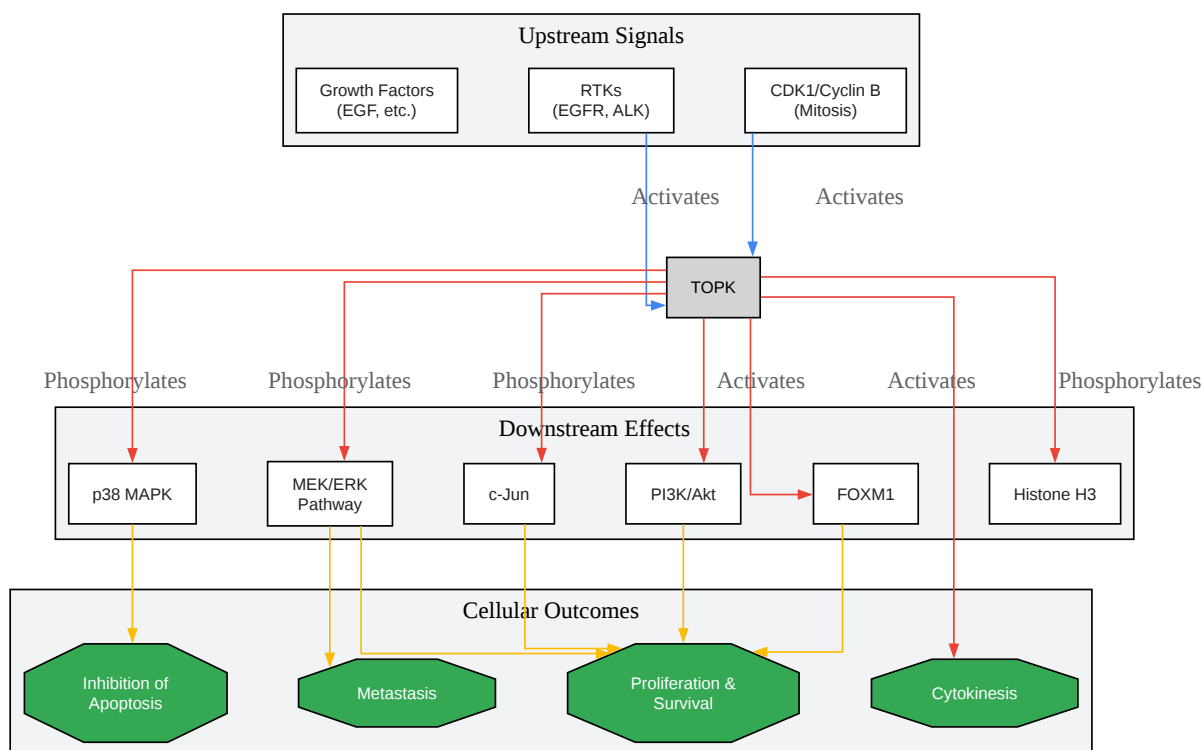 Upstream Signals
Growth Factors
(EGF, etc.)
RTKs
(EGFR, ALK)
CDK1/Cyclin B
(Mitosis)
Activates
Activates
TOPK
Phosphorylates
Phosphorylates
Phosphorylates
Activates
Activates
Phosphorylates
Downstream Effects
p38 MAPK
MEK/ERK
Pathway
c-Jun
PI3K/Akt
FOXM1
Histone H3
Cellular Outcomes
Inhibition of
Apoptosis
Metastasis
Proliferation &
Survival
Cytokinesis